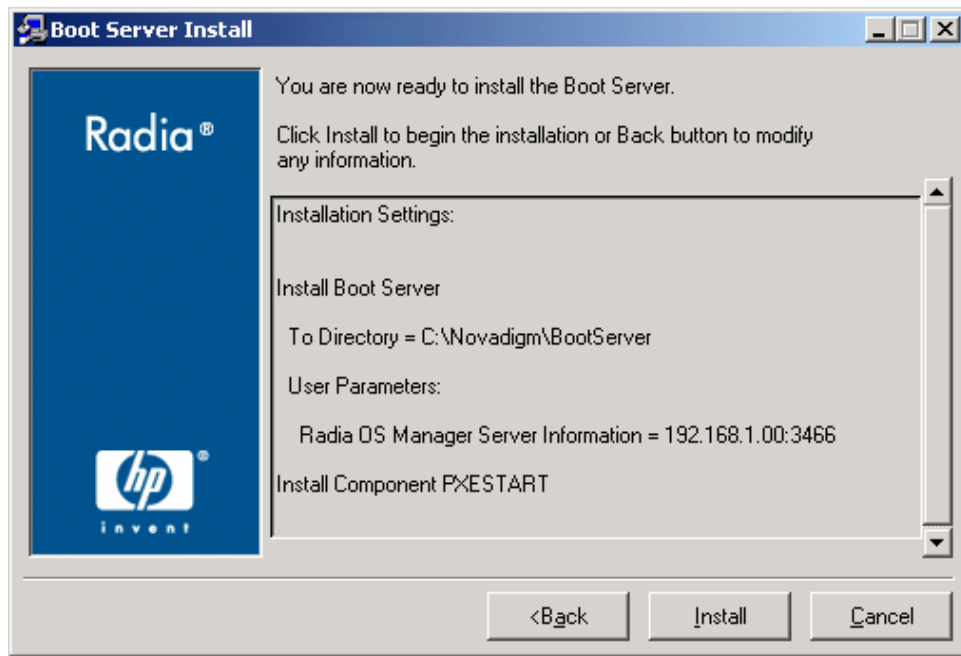 Boot Server Install
Radia®
You are now ready to install the Boot Server.
Click Install to begin the installation or Back button to modify
any information.
Installation Settings:
Install Boot Server
To Directory = C:\Novadigm\BootServer
User Parameters:
Radia OS Manager Server Information = 192.168.1.00:3466
Install Component PXESTART
hp®
invent
<Back
Install
Cancel